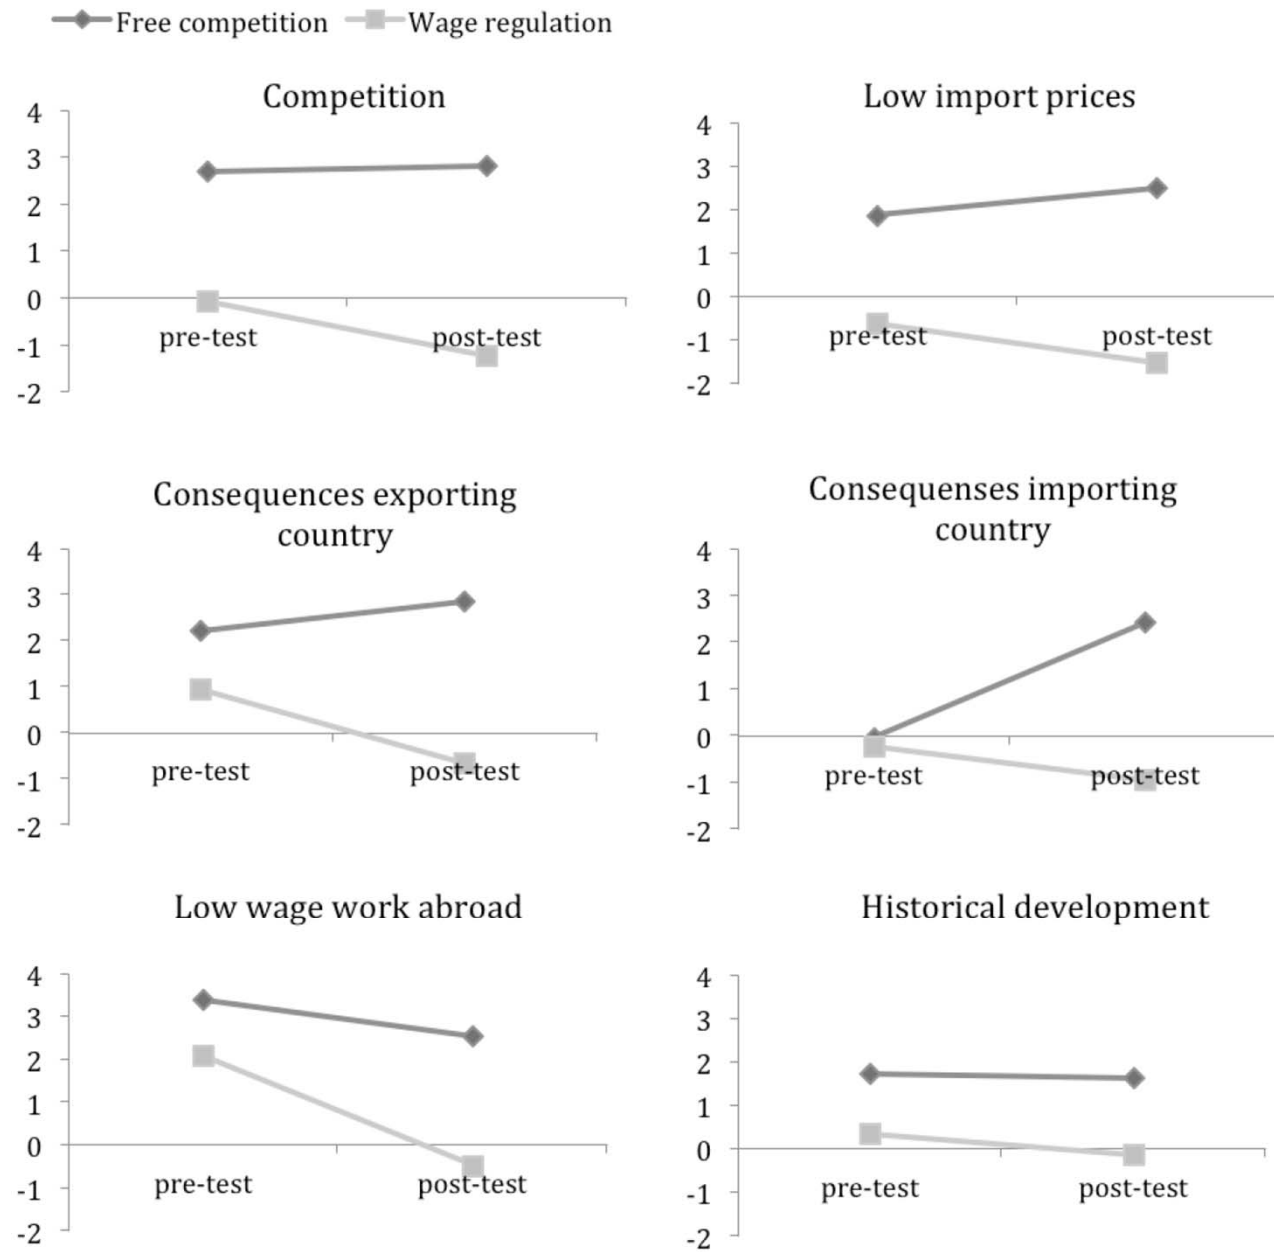 Free competition Wage regulation
Competition
4
3
2
1
0
-1
-2
pre-test post-test
Low import prices
4
3
2
1
0
-1
-2
pre-test post-test
Consequences exporting
country
4
3
2
1
0
-1
-2
pre-test post-test
Consequenses importing
country
4
3
2
1
0
-1
-2
pre-test post-test
Low wage work abroad
4
3
2
1
0
-1
-2
pre-test post-test
Historical development
4
3
2
1
0
-1
-2
pre-test post-test